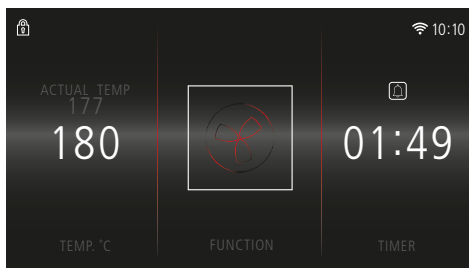 10:10
ACTUAL TEMP
177
180
01:49
TEMP. °C
FUNCTION
TIMER